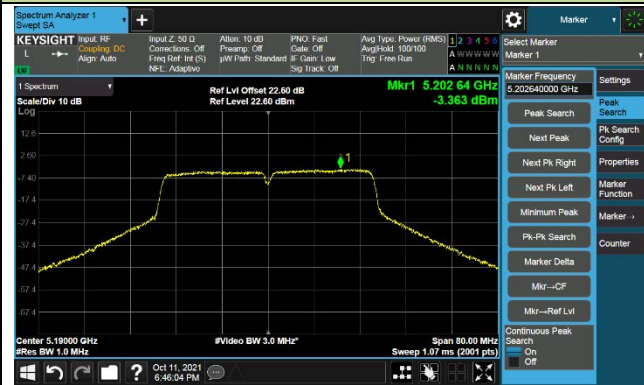 Spectrum Analyzer 1
Swept SA
+
Marker
KEYSIGHT
L
Input: RF
Coupling: DC
Align: Auto
Input Z: 50 Ω
Corrections: Off
Freq Ref: Int (S)
NFE: Adaptive
Atten: 10 dB
Preamp: Off
µW Path: Standard
PNO: Fast
Gate: Off
IF Gain: Low
Sig Track: Off
Avg Type: Power (RMS)
Avg|Hold: 100/100
Trig: Free Run
1 2 3 4 5 6
A W W W W W
A N N N N N
Select Marker
Marker 1
1 Spectrum
Scale/Div 10 dB
Log
Ref Lvl Offset 22.60 dB
Ref Level 22.60 dBm
Mkr1 5.202 64 GHz
-3.363 dBm
12.6
2.60
-7.40
-17.4
-27.4
-37.4
-47.4
-57.4
-67.4
1
Center 5.19000 GHz
#Res BW 1.0 MHz
#Video BW 3.0 MHz*
Span 80.00 MHz
Sweep 1.07 ms (2001 pts)
Marker Frequency
5.202640000 GHz
Peak Search
Next Peak
Next Pk Right
Next Pk Left
Minimum Peak
Pk-Pk Search
Marker Delta
Mkr→CF
Mkr→Ref Lvl
Continuous Peak
Search
On
Off
Settings
Peak
Search
Pk Search
Config
Properties
Marker
Function
Marker→
Counter
?
Oct 11, 2021
6:46:04 PM